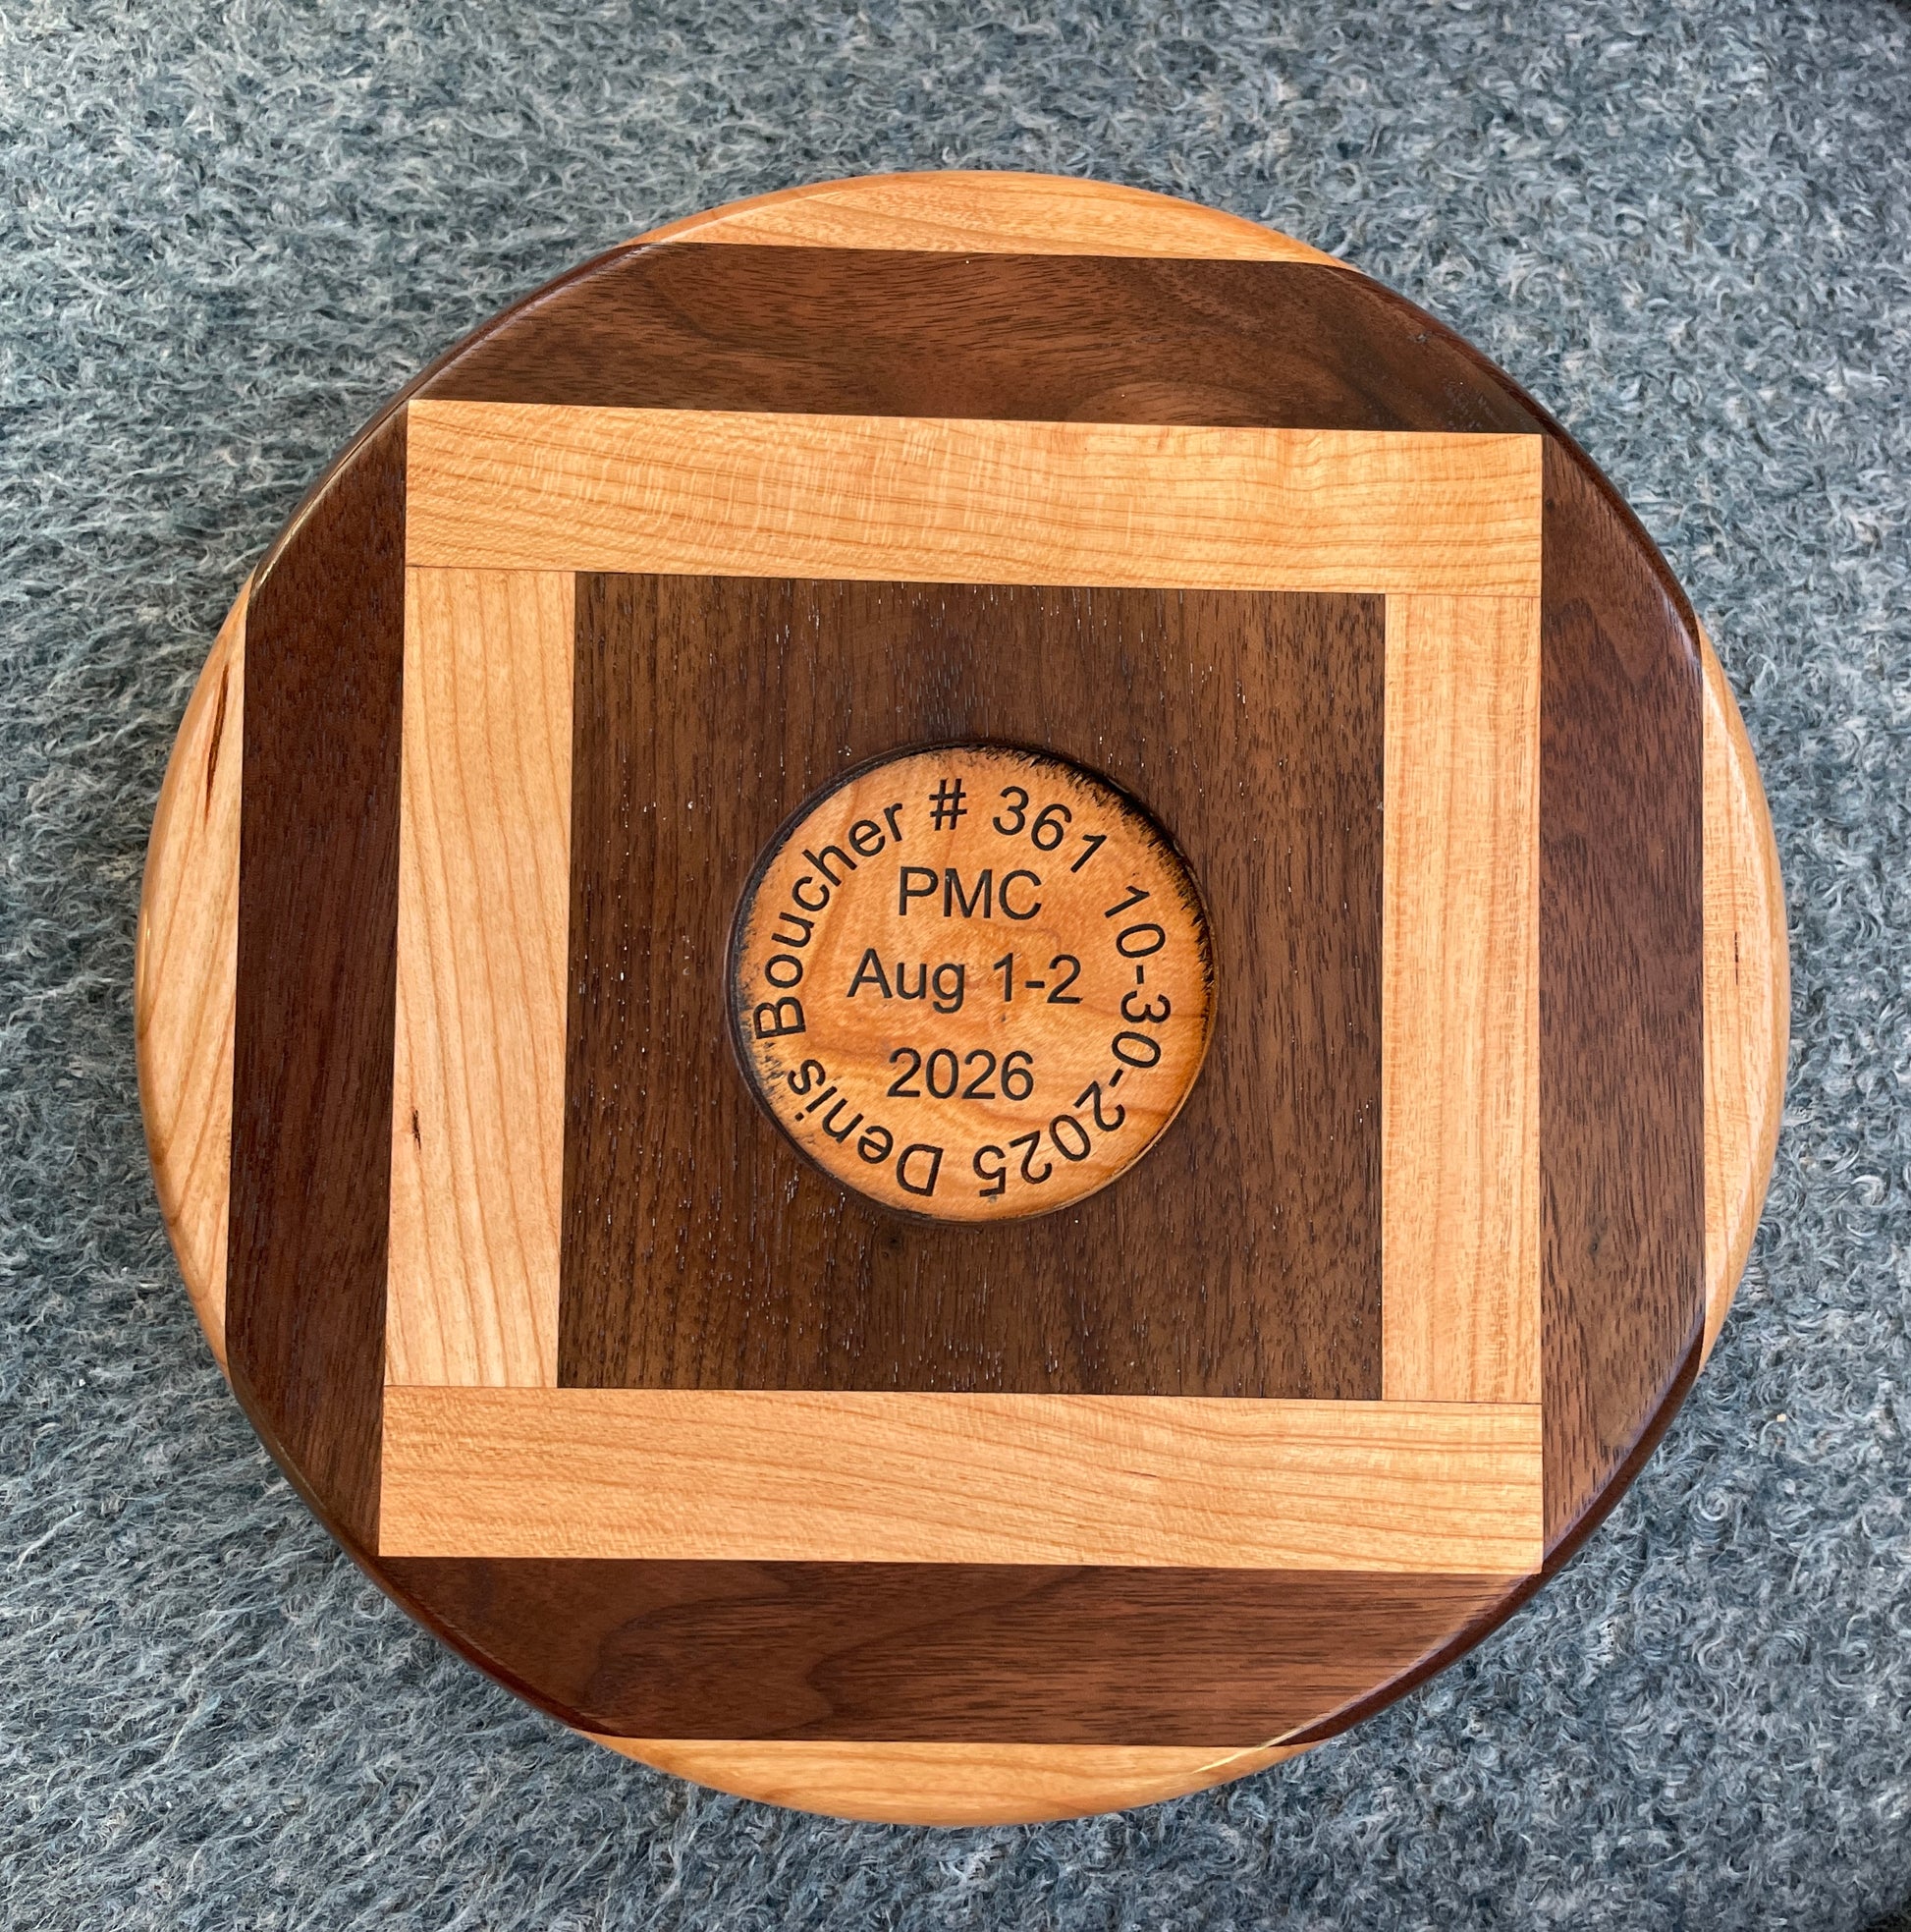 Denis Boucher # 361 10-30-2025
PMC
Aug 1-2
2026